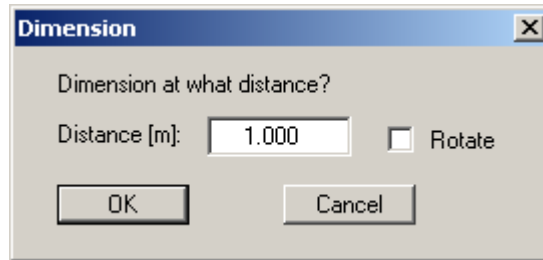 Dimension
Dimension at what distance?
Distance [m]: 1.000 Rotate
OK Cancel